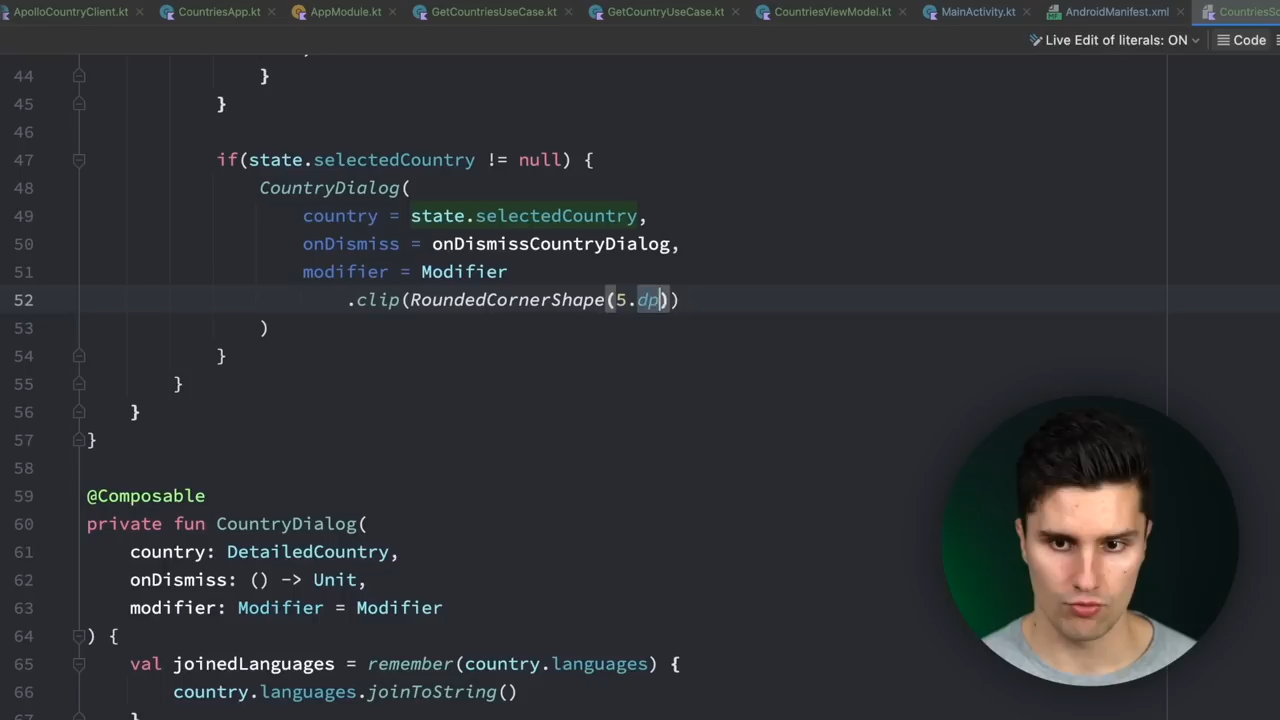 ApolloCountryClient.kt CountriesApp.kt AppModule.kt GetCountriesUseCase.kt GetCountryUseCase.kt CountriesViewModel.kt MainActivity.kt AndroidManifest.xml CountriesSc
Live Edit of literals: ON Code
44 }
45 }
46
47 if(state.selectedCountry != null) {
48 CountryDialog(
49 country = state.selectedCountry,
50 onDismiss = onDismissCountryDialog,
51 modifier = Modifier
52 .clip(RoundedCornerShape(5.dp))
53 )
54 }
55 }
56 }
57 }
58
59 @Composable
60 private fun CountryDialog(
61 country: DetailedCountry,
62 onDismiss: () -> Unit,
63 modifier: Modifier = Modifier
64 ) {
65 val joinedLanguages = remember(country.languages) {
66 country.languages.joinToString()
67 }